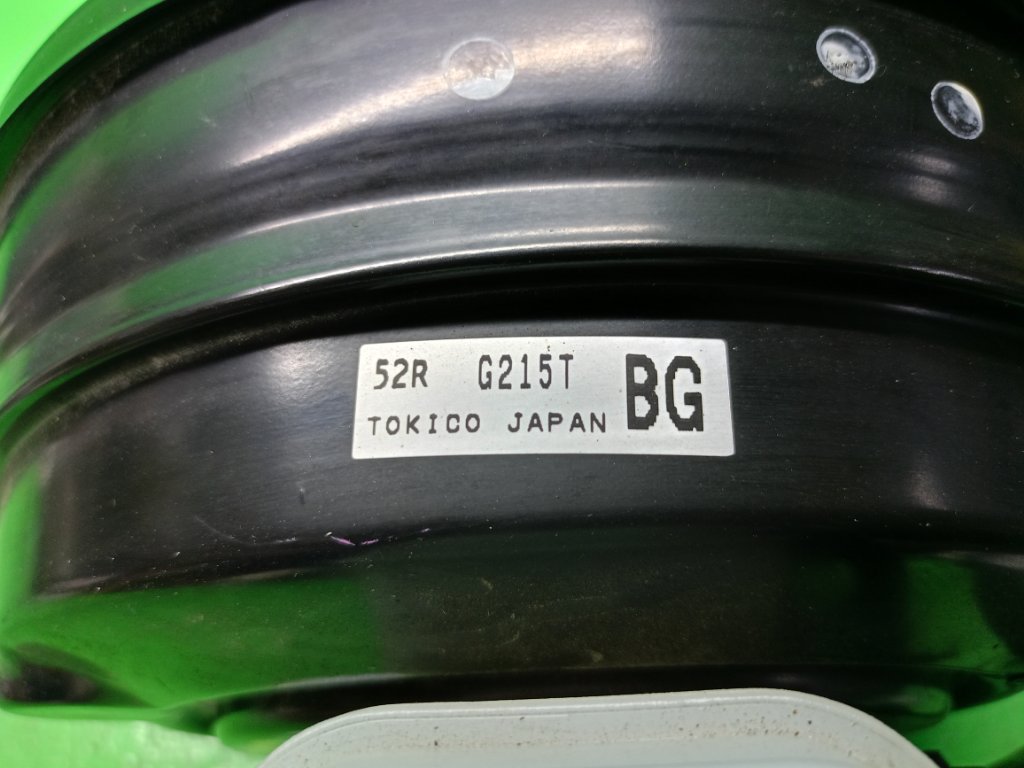 52R G215T BG
TOKICO JAPAN